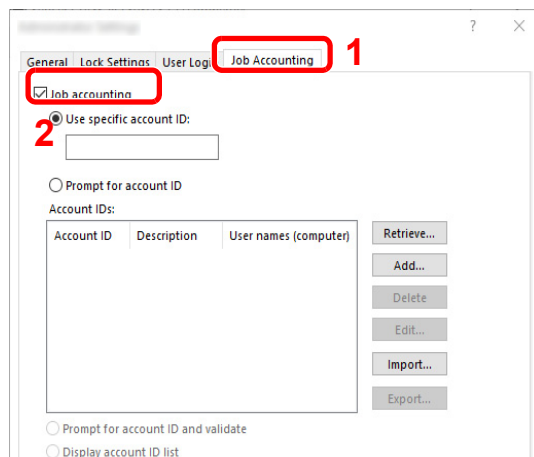 ?
General Lock Settings User Logi Job Accounting 1
Job accounting
2 Use specific account ID:
Prompt for account ID
Account IDs:
Account ID Description User names (computer) Retrieve...
Add...
Delete
Edit...
Import...
Export...
Prompt for account ID and validate
Display account ID list